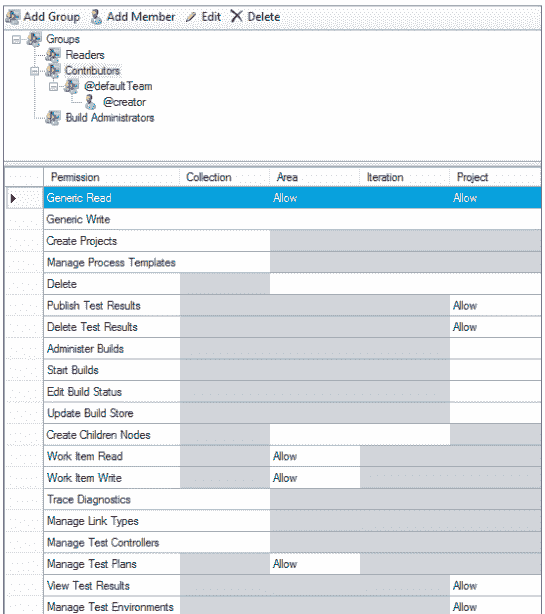 Add Group Add Member Edit Delete
Groups
Readers
Contributors
@defaultTeam
@creator
Build Administrators
Permission Collection Area Iteration Project
Generic Read Allow Allow
Generic Write
Create Projects
Manage Process Templates
Delete
Publish Test Results Allow
Delete Test Results Allow
Administer Builds
Start Builds
Edit Build Status
Update Build Store
Create Children Nodes
Work Item Read Allow
Work Item Write Allow
Trace Diagnostics
Manage Link Types
Manage Test Controllers
Manage Test Plans Allow
View Test Results Allow
Manage Test Environments Allow